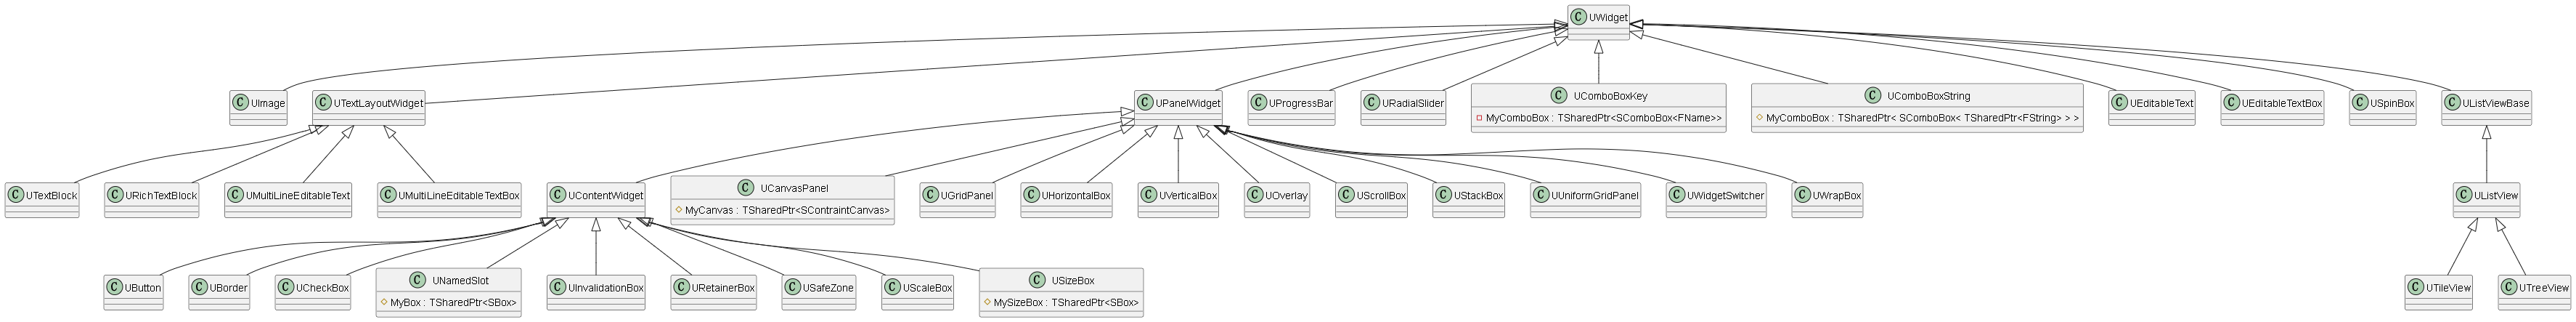 C UWidget
C UImage
C UTextLayoutWidget
C UPanelWidget
C UProgressBar
C URadialSlider
C UComboBoxKey
MyComboBox : TSharedPtr<SComboBox<FName>>
C UComboBoxString
MyComboBox : TSharedPtr< SComboBox< TSharedPtr<FString> > >
C UEditableText
C UEditableTextBox
C USpinBox
C UListViewBase
C UTextBlock
C URichTextBlock
C UMultiLineEditableText
C UMultiLineEditableTextBox
C UContentWidget
C UCanvasPanel
MyCanvas : TSharedPtr<SContraintCanvas>
C UGridPanel
C UHorizontalBox
C UVerticalBox
C UOverlay
C UScrollBox
C UStackBox
C UUniformGridPanel
C UWidgetSwitcher
C UWrapBox
C UListView
C UButton
C UBorder
C UCheckBox
C UNamedSlot
MyBox : TSharedPtr<SBox>
C UInvalidationBox
C URetainerBox
C USafeZone
C UScaleBox
C USizeBox
MySizeBox : TSharedPtr<SBox>
C UTileView
C UTreeView